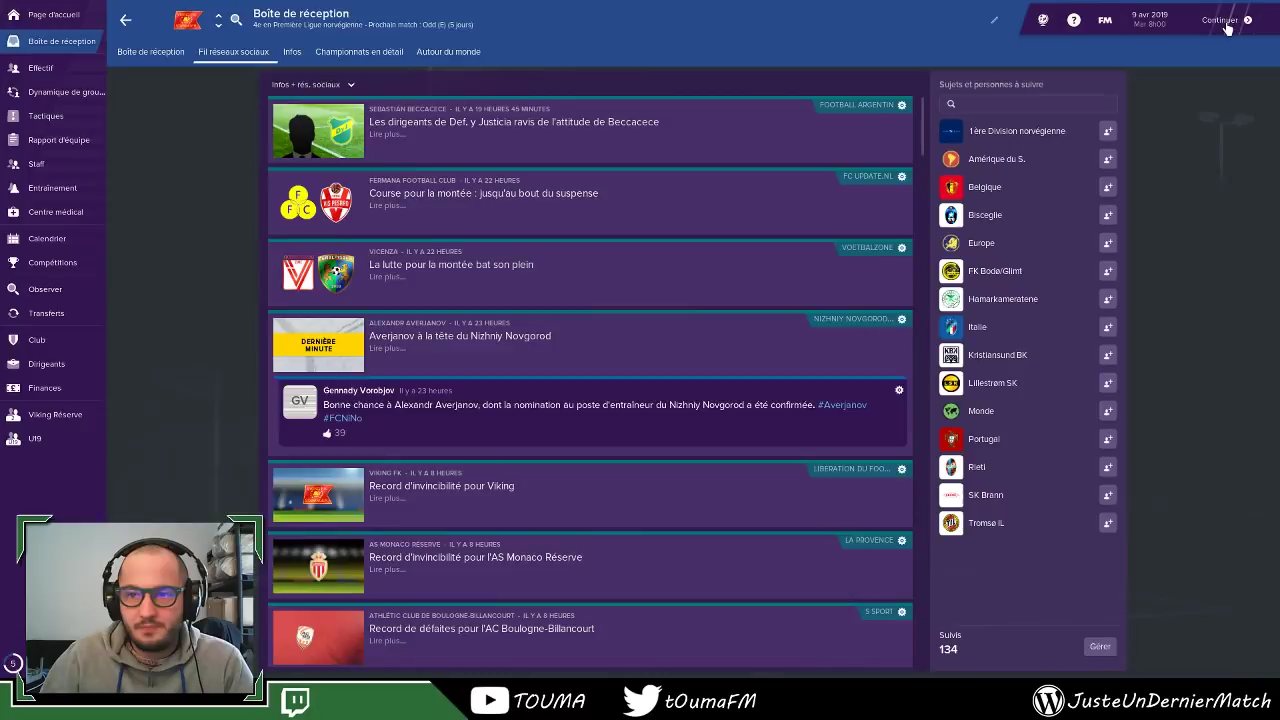 Page d'accueil
Boîte de réception
Effectif
Dynamique de grou...
Tactiques
Rapport d'équipe
Staff
Entraînement
Centre médical
Calendrier
Compétitions
Observer
Transferts
Club
Dirigeants
Finances
Viking Réserve
U19
5
Boîte de réception
4e en Première Ligue norvégienne - Prochain match : Odd (E) (5 jours)
?
FM
9 avr 2019
Mar 8h00
Continuer
Boîte de réception
Fil réseaux sociaux
Infos
Championnats en détail
Autour du monde
Infos + rés. sociaux
SEBASTIÁN BECCACECE - IL Y A 19 HEURES 45 MINUTES
FOOTBALL ARGENTIN
Les dirigeants de Def. y Justicia ravis de l'attitude de Beccacece
Lire plus...
FERMANA FOOTBALL CLUB - IL Y A 22 HEURES
FC UPDATE.NL
Course pour la montée : jusqu'au bout du suspense
Lire plus...
VICENZA - IL Y A 22 HEURES
VOETBALZONE
La lutte pour la montée bat son plein
Lire plus...
ALEXANDR AVERJANOV - IL Y A 23 HEURES
NIZHNIY NOVGOROD...
Averjanov à la tête du Nizhniy Novgorod
Lire plus...
DERNIÈRE
MINUTE
GV
Gennady Vorobjov Il y a 23 heures
Bonne chance à Alexandr Averjanov, dont la nomination au poste d'entraîneur du Nizhniy Novgorod a été confirmée. #Averjanov
#FCNiNo
39
VIKING FK - IL Y A 8 HEURES
LIBÉRATION DU FOO...
Record d'invincibilité pour Viking
Lire plus...
AS MONACO RÉSERVE - IL Y A 8 HEURES
LA PROVENCE
Record d'invincibilité pour l'AS Monaco Réserve
Lire plus...
ATHLÉTIC CLUB DE BOULOGNE-BILLANCOURT - IL Y A 8 HEURES
S SPORT
Record de défaites pour l'AC Boulogne-Billancourt
Lire plus...
Sujets et personnes à suivre
1ère Division norvégienne
Amérique du S.
Belgique
Bisceglie
Europe
FK Bodø/Glimt
Hamarkameratene
Italie
Kristiansund BK
Lillestrøm SK
Monde
Portugal
Rieti
SK Brann
Tromsø IL
Suivis
134
Gérer
TOUMA
tOumaFM
JusteUnDernierMatch